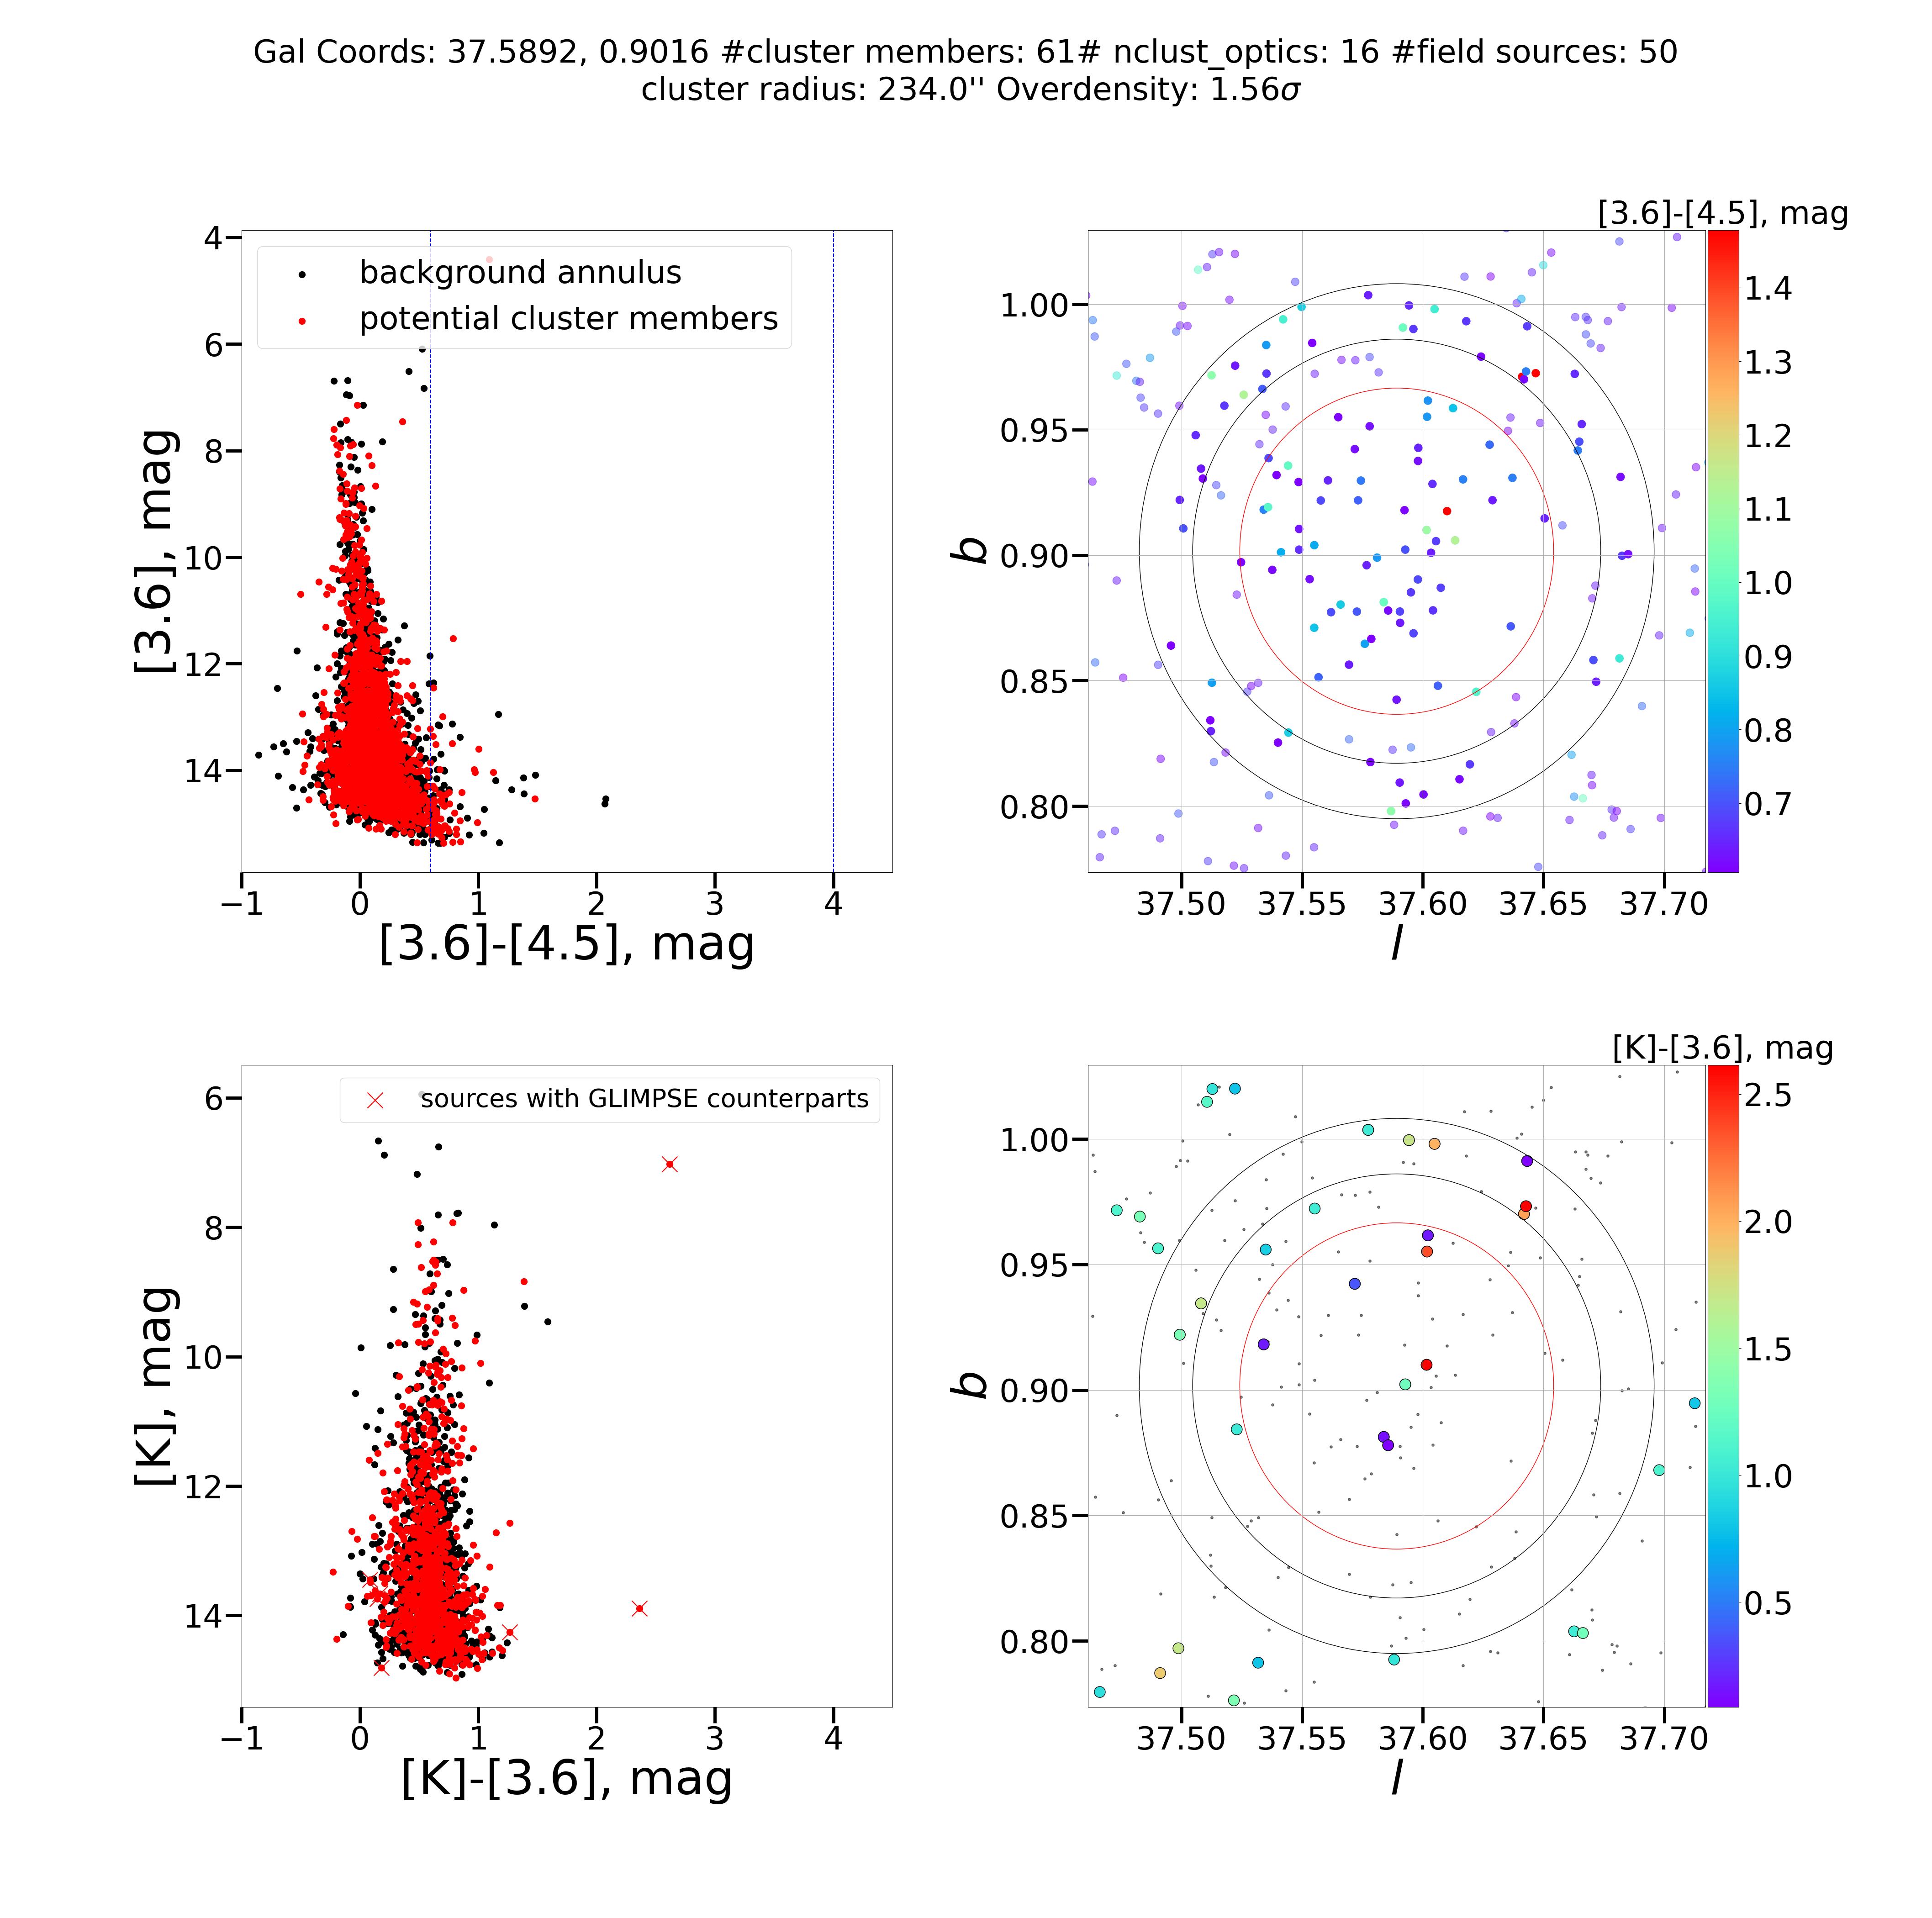 Gal Coords: 37.5892, 0.9016 #cluster members: 61# nclust_optics: 16 #field sources: 50
cluster radius: 234.0'' Overdensity: 1.56σ
background annulus
potential cluster members
4
6
8
10
12
14
[3.6], mag
−1 0 1 2 3 4
[3.6]-[4.5], mag
[3.6]-[4.5], mag
1.00
0.95
0.90
0.85
0.80
b
37.50 37.55 37.60 37.65 37.70
l
1.4
1.3
1.2
1.1
1.0
0.9
0.8
0.7
sources with GLIMPSE counterparts
6
8
10
12
14
[K], mag
−1 0 1 2 3 4
[K]-[3.6], mag
[K]-[3.6], mag
1.00
0.95
0.90
0.85
0.80
b
37.50 37.55 37.60 37.65 37.70
l
2.5
2.0
1.5
1.0
0.5